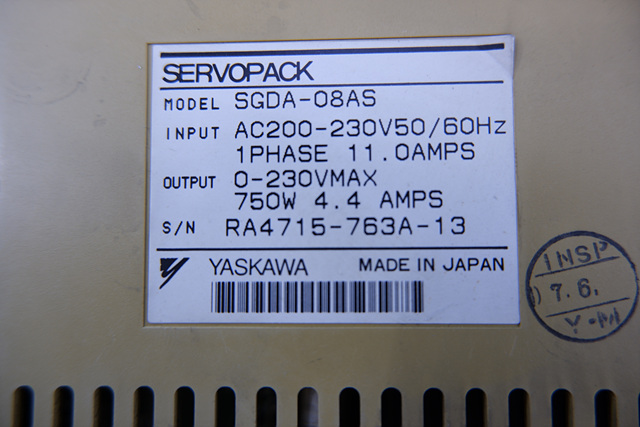 SERVOPACK
MODEL SGDA-08AS
INPUT AC200-230V50/60Hz
1PHASE 11.0AMPS
OUTPUT 0-230VMAX
750W 4.4 AMPS
S/N RA4715-763A-13
YASKAWA MADE IN JAPAN
INSP
7.6.
Y.M